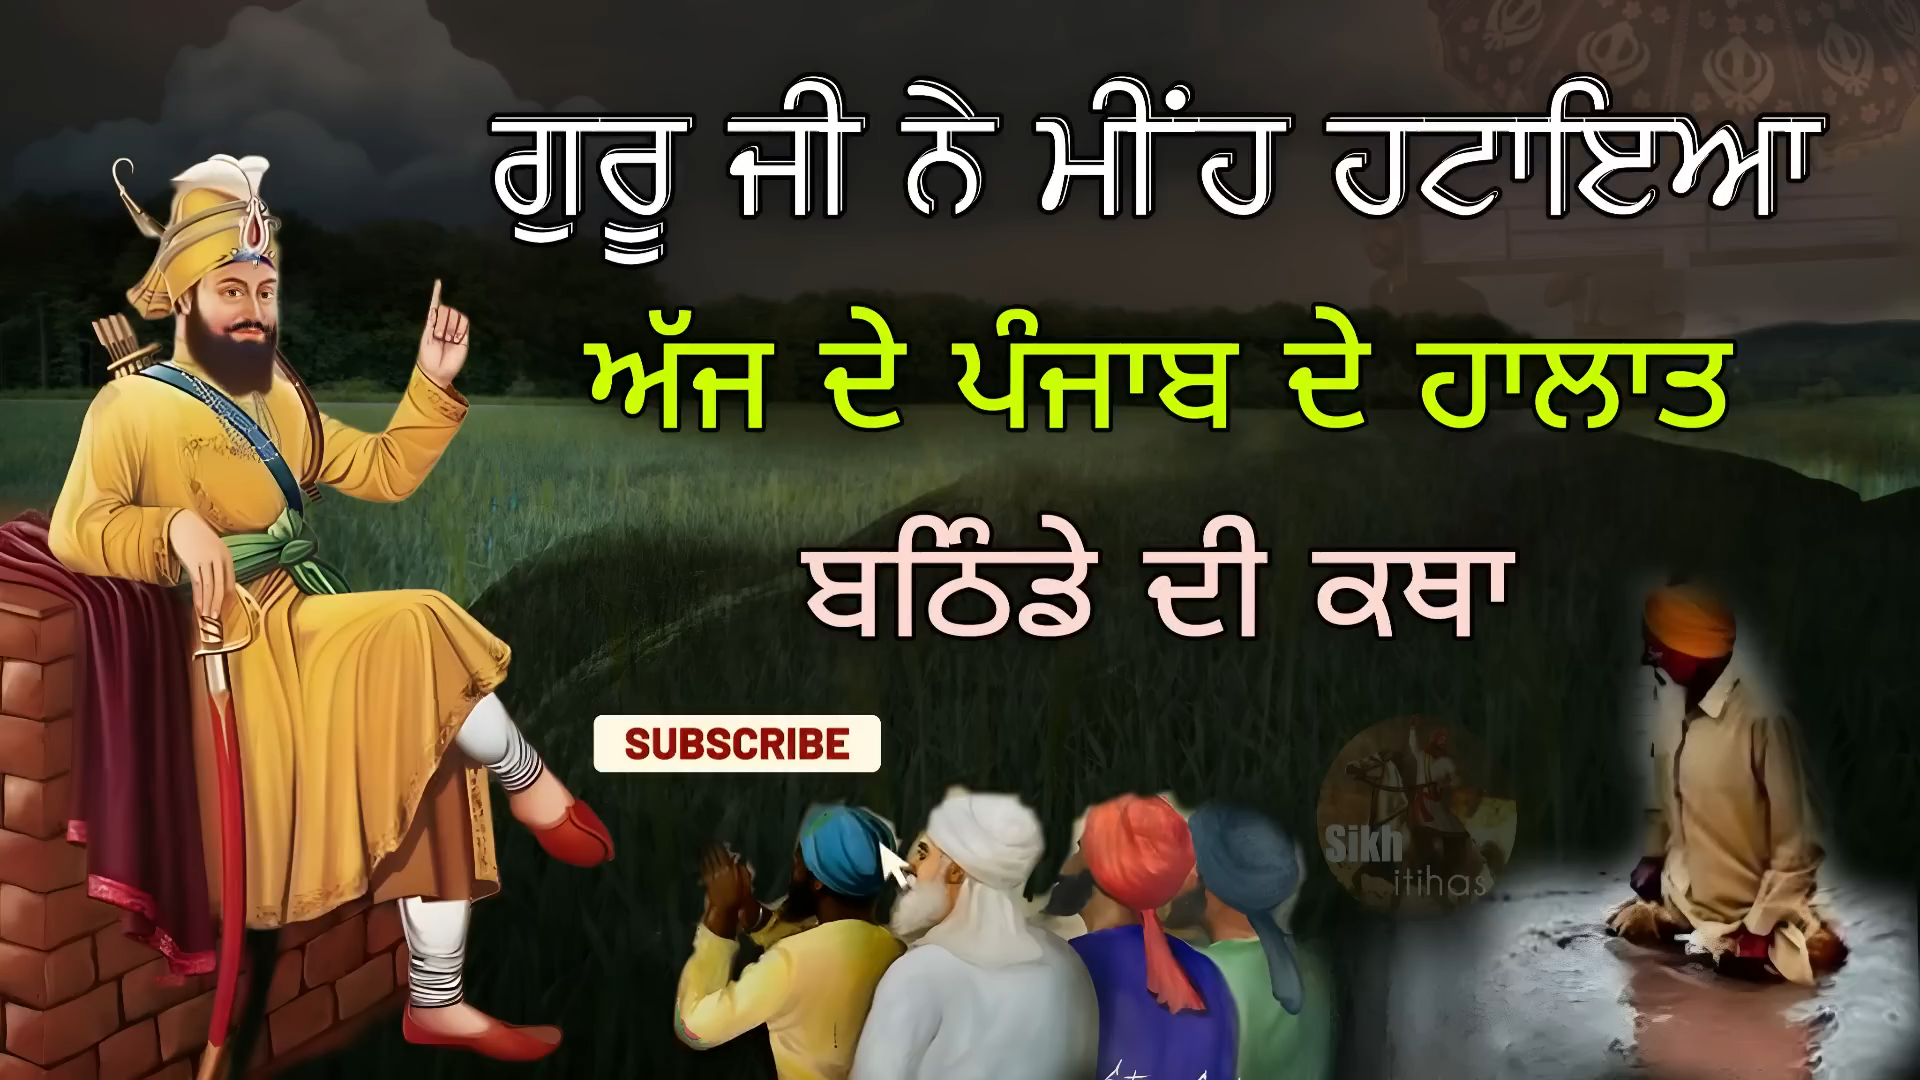 ਗੁਰੂ ਜੀ ਨੇ ਮੀਂਹ ਹਟਾਇਆ
ਅੱਜ ਦੇ ਪੰਜਾਬ ਦੇ ਹਾਲਾਤ
ਬਠਿੰਡੇ ਦੀ ਕਥਾ
SUBSCRIBE
Sikh
itihas